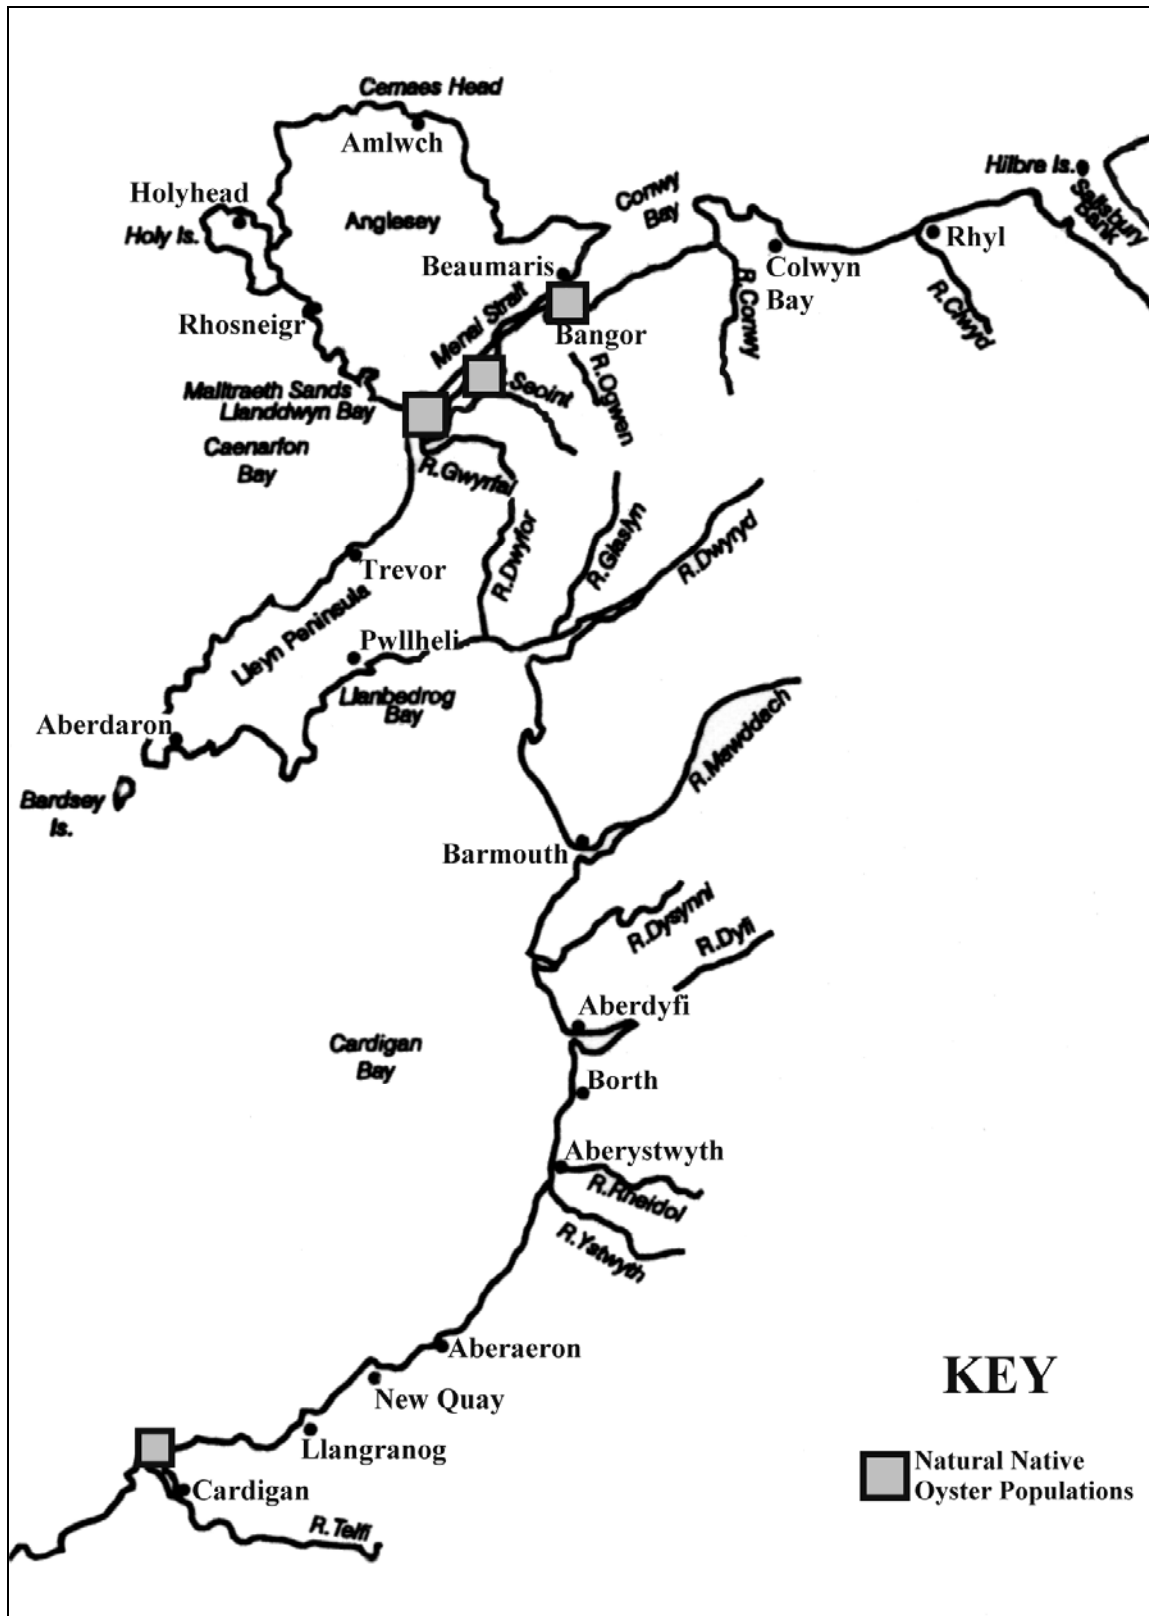 Cemaes Head
Amlwch
Holyhead
Holy Is.
Anglesey
Conwy
Bay
Hilbre Is.
Salisbury
Bank
Rhyl
Beaumaris
Colwyn
Bay
R.Conwy
R.Clwyd
Rhosneigr
Menai Strait
Bangor
R.Ogwen
Seoint
Malltraeth Sands
Llanddwyn Bay
Caenarfon
Bay
R.Gwyrfai
R.Dwyfor
R.Glaslyn
R.Dwyryd
Trevor
Lleyn Peninsula
Pwllheli
Llanbedrog
Bay
Aberdaron
Bardsey
Is.
R.Mawddach
Barmouth
R.Dysynni
R.Dyfi
Aberdyfi
Cardigan
Bay
Borth
Aberystwyth
R.Rheidol
R.Ystwyth
Aberaeron
New Quay
Llangranog
Cardigan
R.Teifi
KEY
Natural Native
Oyster Populations